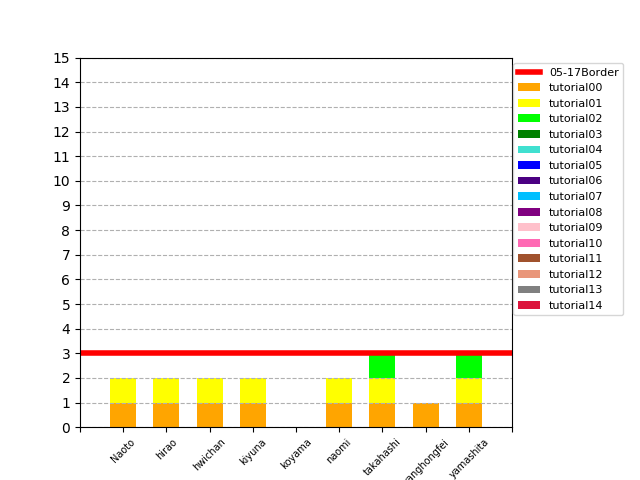 15
14
13
12
11
10
9
8
7
6
5
4
3
2
1
0
Naoto
hirao
hwichan
kiyuna
koyama
naomi
takahashi
anghongfei
yamashita
05-17Border
tutorial00
tutorial01
tutorial02
tutorial03
tutorial04
tutorial05
tutorial06
tutorial07
tutorial08
tutorial09
tutorial10
tutorial11
tutorial12
tutorial13
tutorial14